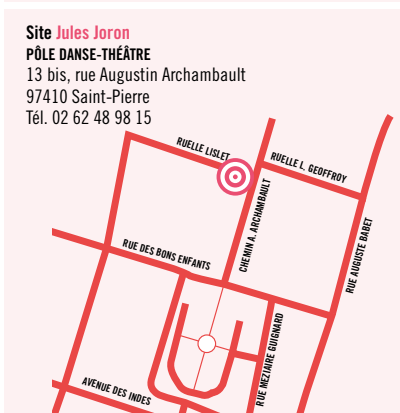 Site Jules Joron
PÔLE DANSE-THÉÂTRE
13 bis, rue Augustin Archambault
97410 Saint-Pierre
Tél. 02 62 48 98 15
RUELLE LISLET
RUELLE L. GEOFFROY
CHEMIN A. ARCHAMBAULT
RUE AUGUSTE BABET
RUE DES BONS ENFANTS
RUE MEZIAIRE GUIGNARD
AVENUE DES INDES